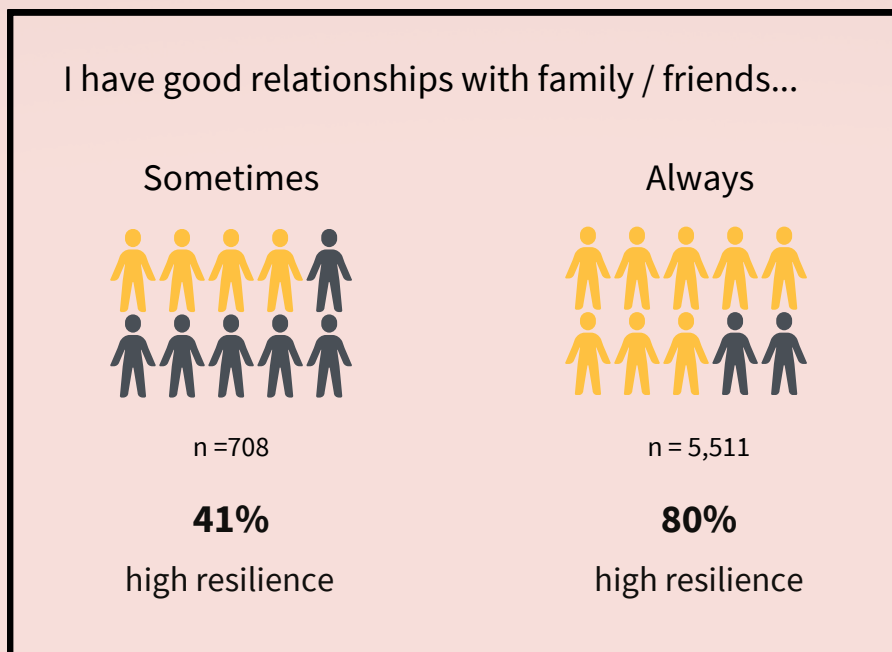 I have good relationships with family / friends...
Sometimes
Always
n =708
n = 5,511
41%
80%
high resilience
high resilience